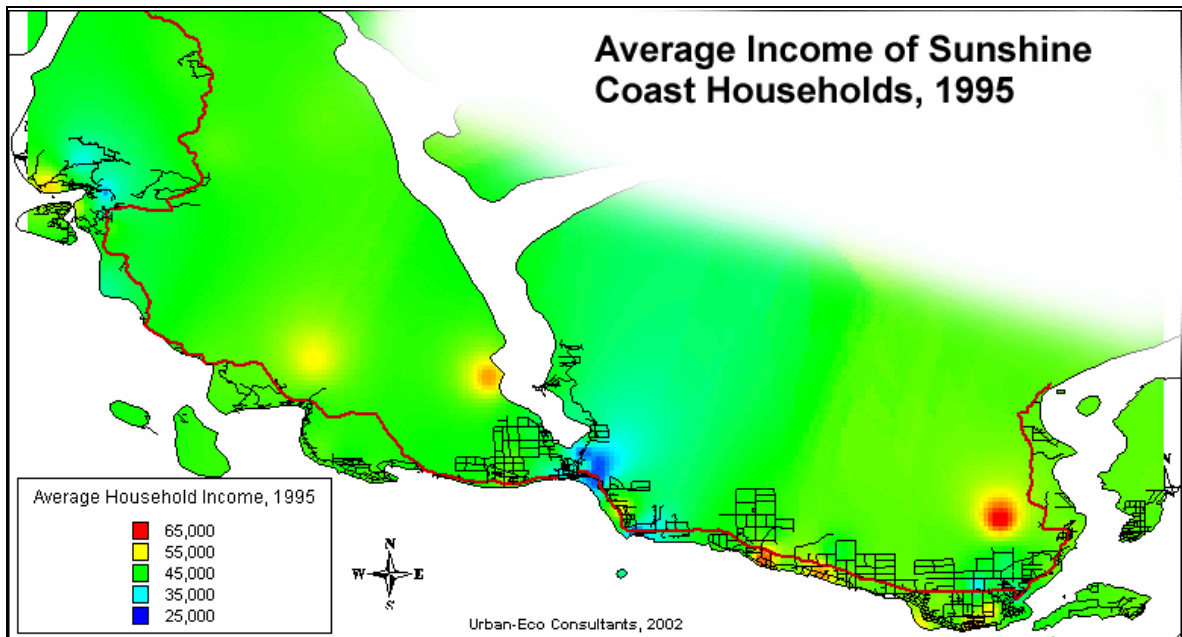 Average Income of Sunshine
Coast Households, 1995
Average Household Income, 1995
65,000
55,000
45,000
35,000
25,000
N
W E
S
Urban-Eco Consultants, 2002